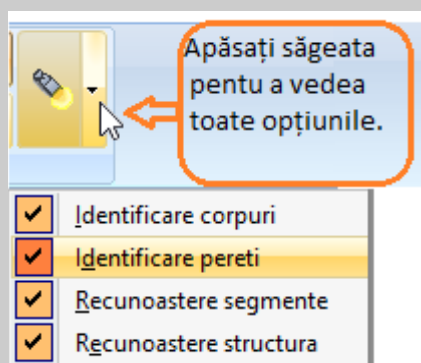 Apăsați săgeata
pentu a vedea
toate opțiunile.
Identificare corpuri
Identificare pereti
Recunoastere segmente
Recunoastere structura